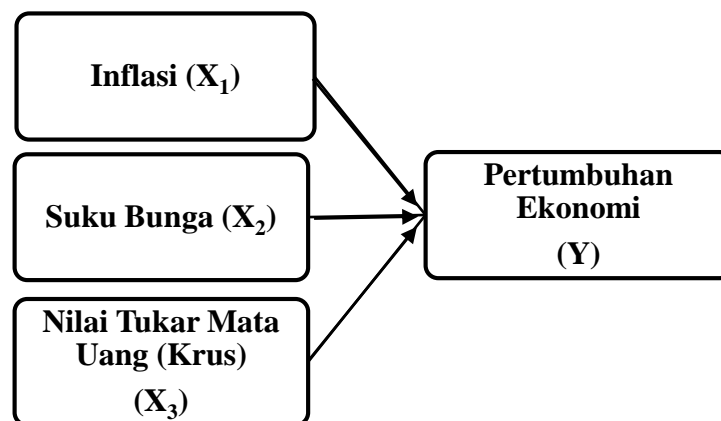 Inflasi (X₁)
Suku Bunga (X₂)
Nilai Tukar Mata
Uang (Krus)
(X₃)
Pertumbuhan
Ekonomi
(Y)